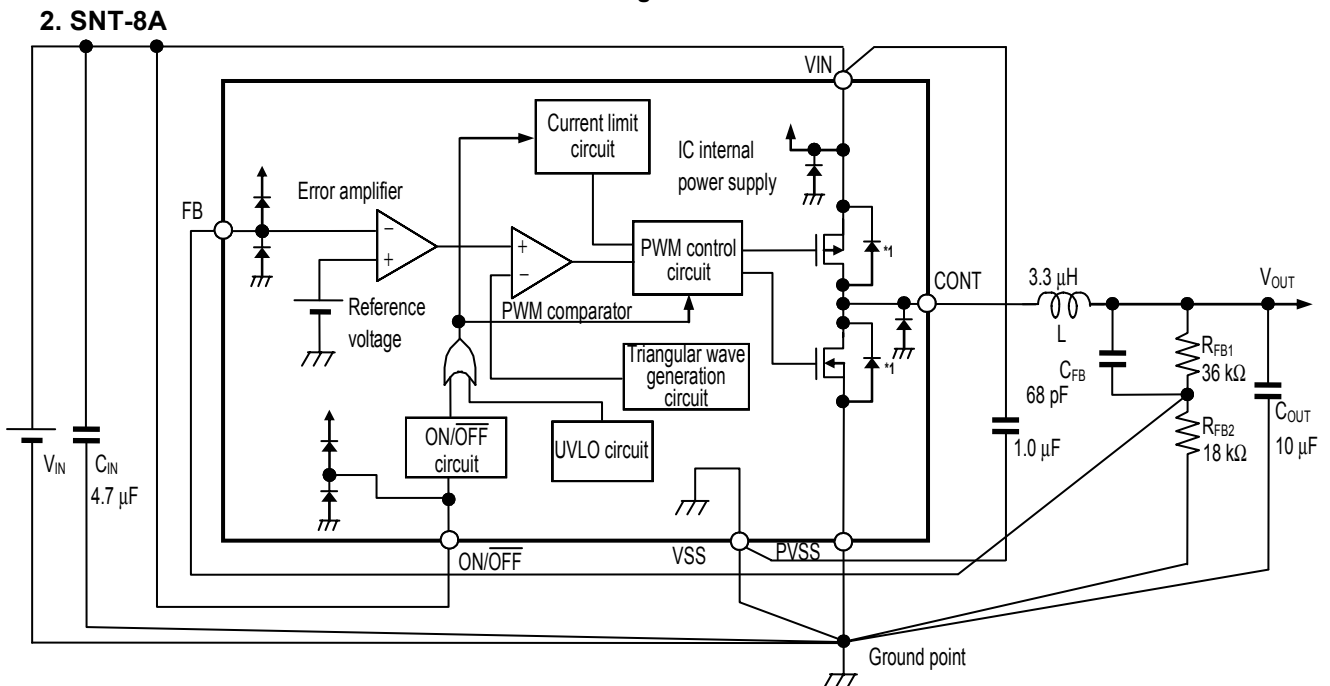 2. SNT-8A
VIN
Current limit
circuit
IC internal
power supply
Error amplifier
FB
−
+
+
−
PWM control
circuit
*1
CONT
3.3 μH
L
VOUT
Reference
voltage
PWM comparator
Triangular wave
generation
circuit
*1
CFB
68 pF
RFB1
36 kΩ
1.0 μF
RFB2
18 kΩ
COUT
10 μF
VIN
CIN
4.7 μF
ON/OFF
circuit
UVLO circuit
ON/OFF
VSS
PVSS
Ground point